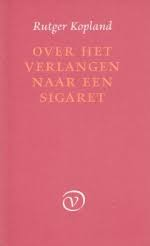 Rutger Kopland
OVER HET
VERLANGEN
NAAR EEN
SIGARET
V